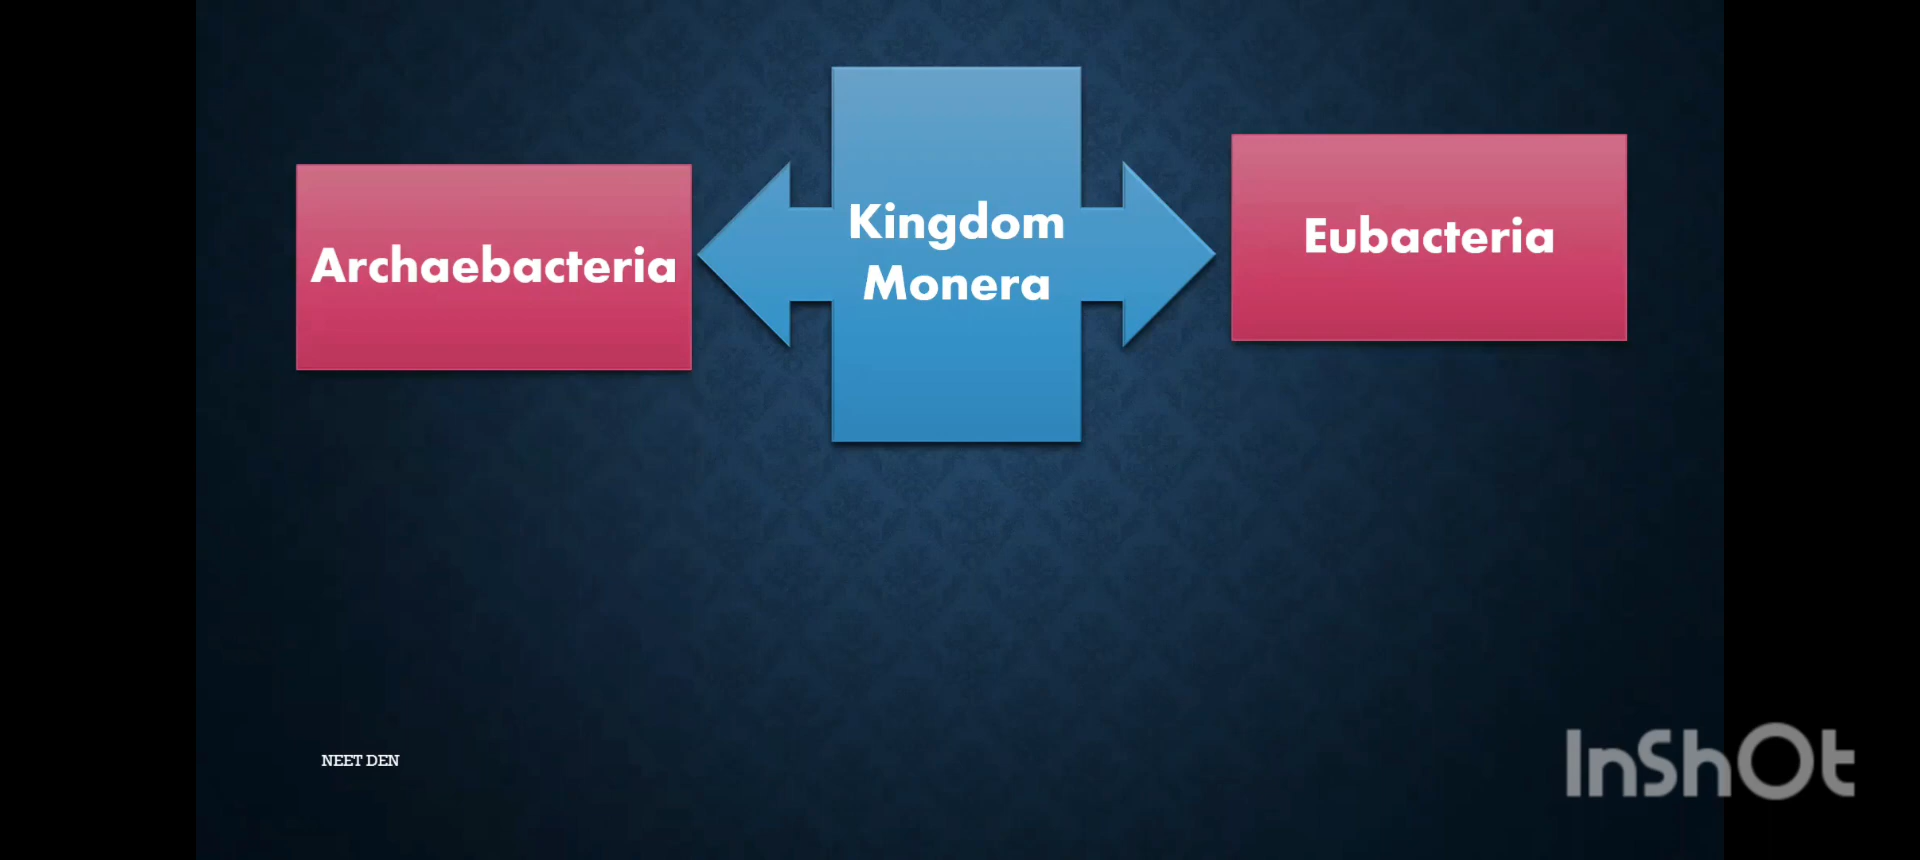 Archaebacteria
Kingdom
Monera
Eubacteria
NEET DEN
InShOt